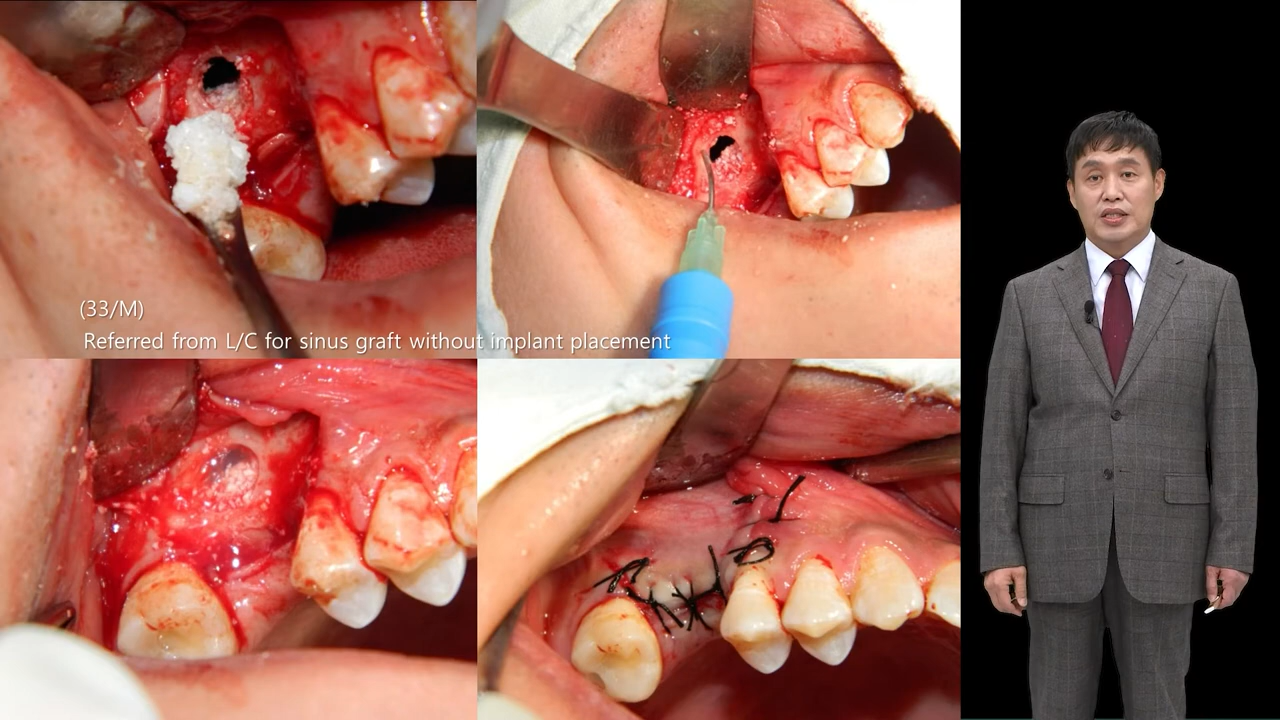 (33/M)
Referred from L/C for sinus graft without implant placement